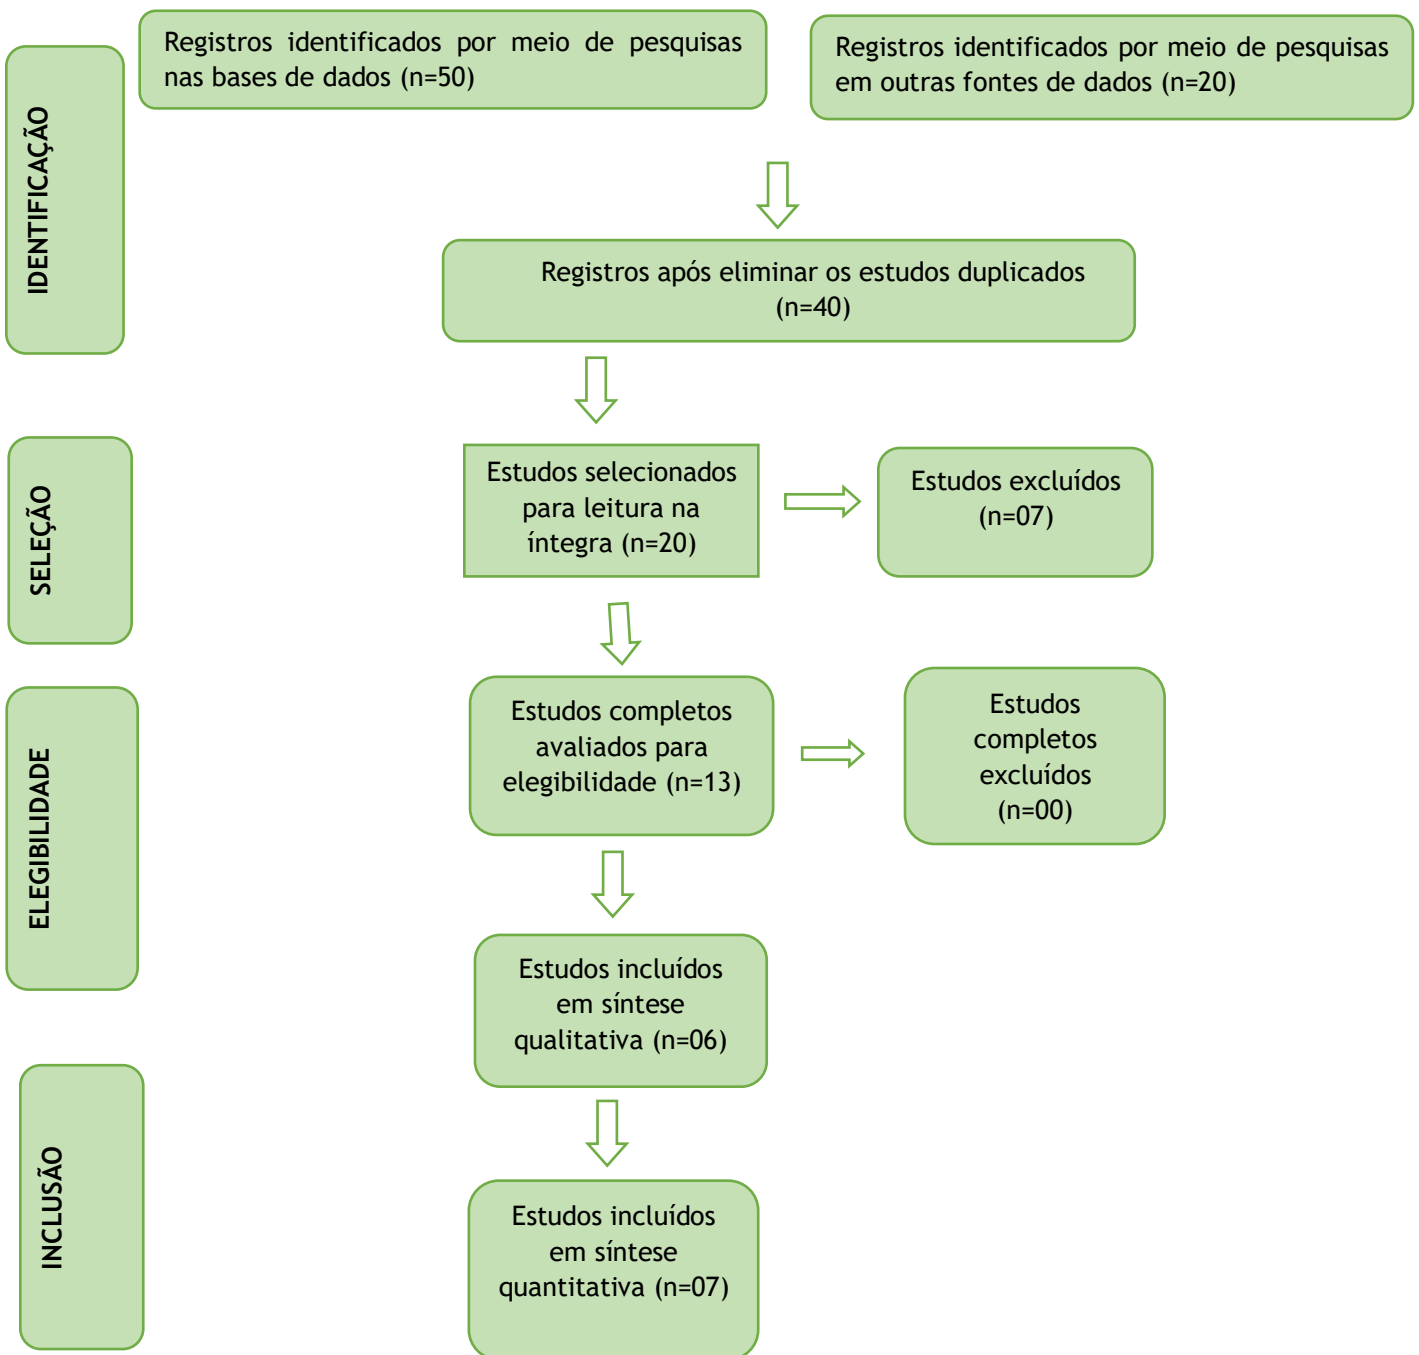 IDENTIFICAÇÃO
Registros identificados por meio de pesquisas
nas bases de dados (n=50)
Registros identificados por meio de pesquisas
em outras fontes de dados (n=20)
Registros após eliminar os estudos duplicados
(n=40)
SELEÇÃO
Estudos selecionados
para leitura na
íntegra (n=20)
Estudos excluídos
(n=07)
ELEGIBILIDADE
Estudos completos
avaliados para
elegibilidade (n=13)
Estudos
completos
excluídos
(n=00)
Estudos incluídos
em síntese
qualitativa (n=06)
INCLUSÃO
Estudos incluídos
em síntese
quantitativa (n=07)